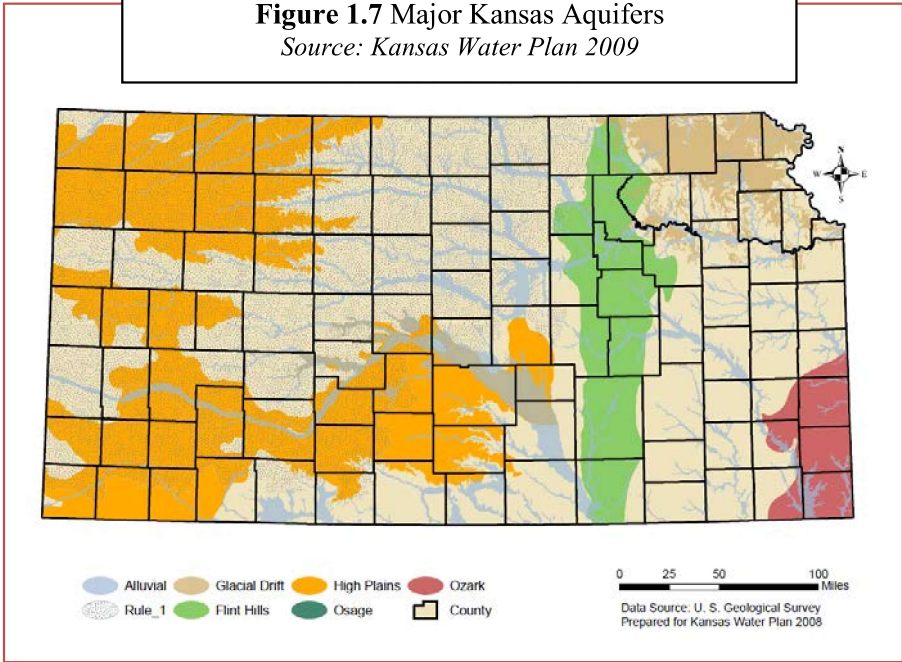 Figure 1.7 Major Kansas Aquifers
Source: Kansas Water Plan 2009
N
W E
S
Alluvial Glacial Drift High Plains Ozark
Rule_1 Flint Hills Osage County
0 25 50 100
Miles
Data Source: U. S. Geological Survey
Prepared for Kansas Water Plan 2008